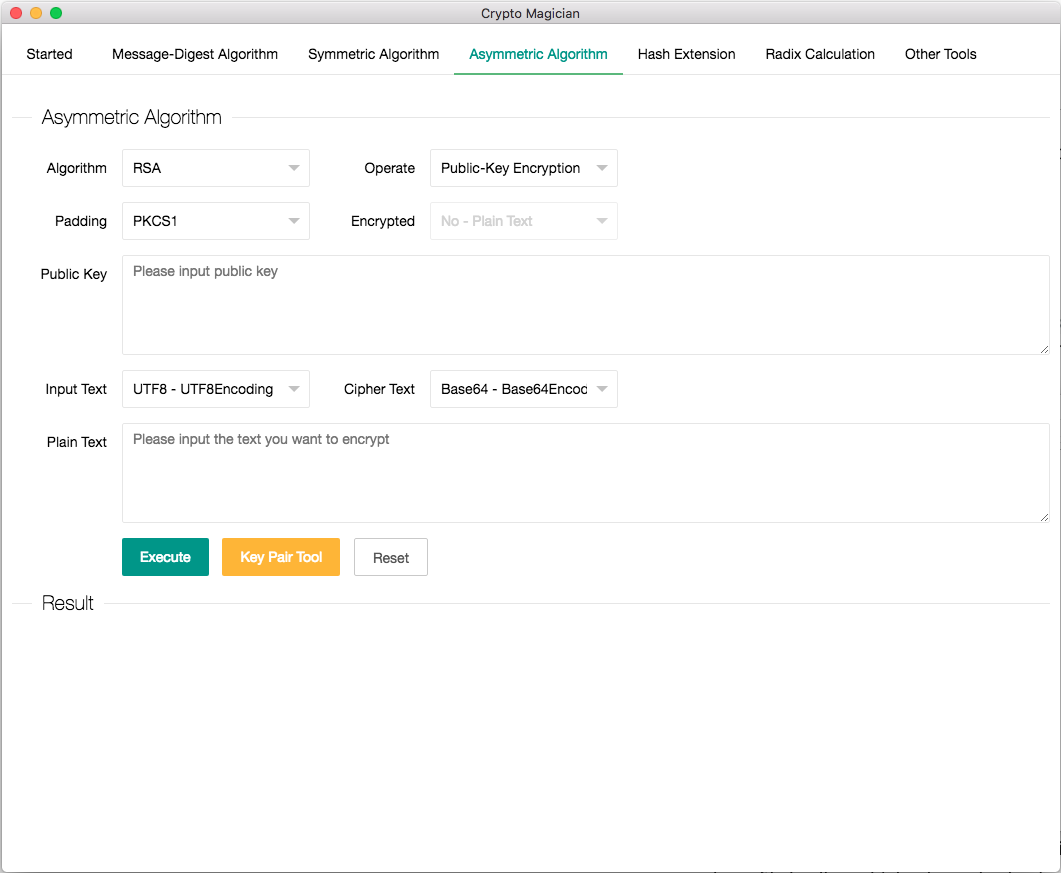 Crypto Magician
Started Message-Digest Algorithm Symmetric Algorithm Asymmetric Algorithm Hash Extension Radix Calculation Other Tools
Asymmetric Algorithm
Algorithm RSA Operate Public-Key Encryption
Padding PKCS1 Encrypted No - Plain Text
Public Key Please input public key
Input Text UTF8 - UTF8Encoding Cipher Text Base64 - Base64Encod
Plain Text Please input the text you want to encrypt
Execute Key Pair Tool Reset
Result